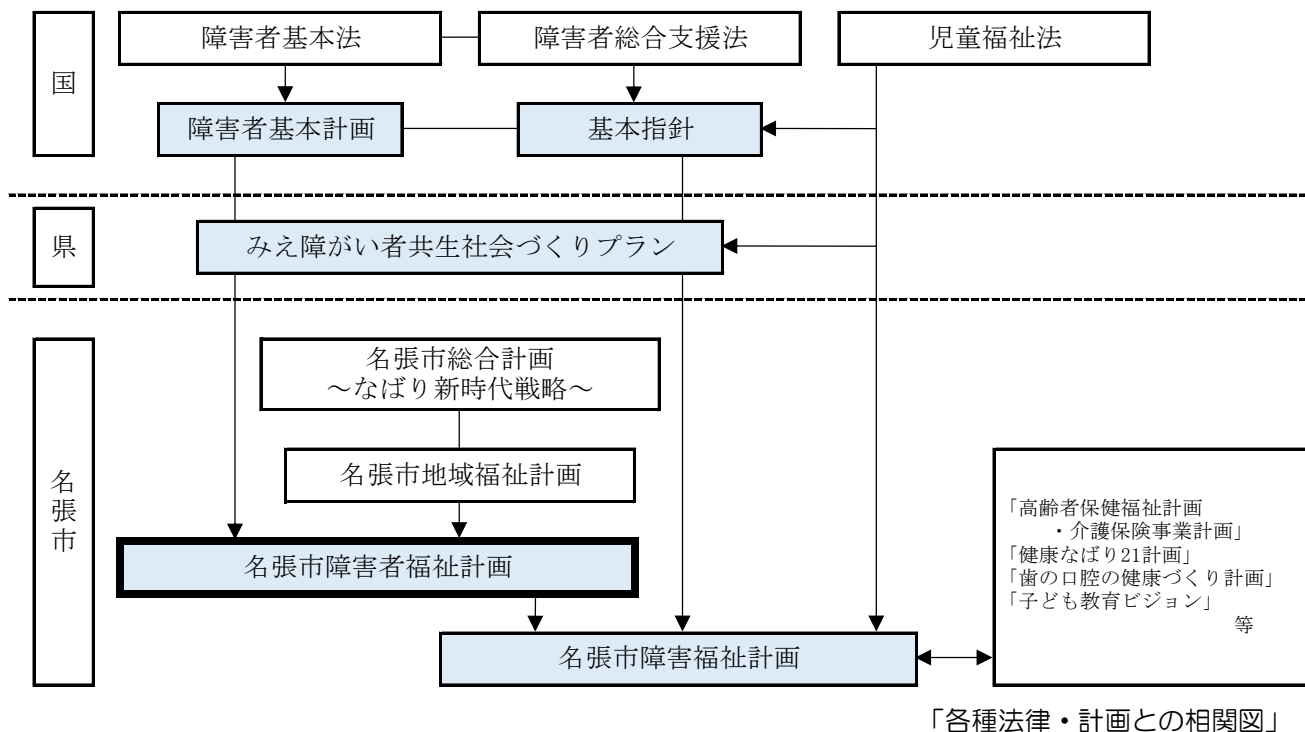 国
障害者基本法
障害者総合支援法
児童福祉法
障害者基本計画
基本指針
県
みえ障がい者共生社会づくりプラン
名張市
名張市総合計画
～なばり新時代戦略～
名張市地域福祉計画
名張市障害者福祉計画
名張市障害福祉計画
「高齢者保健福祉計画
・介護保険事業計画」
「健康なばり21計画」
「歯の口腔の健康づくり計画」
「子ども教育ビジョン」
等
「各種法律・計画との相関図」